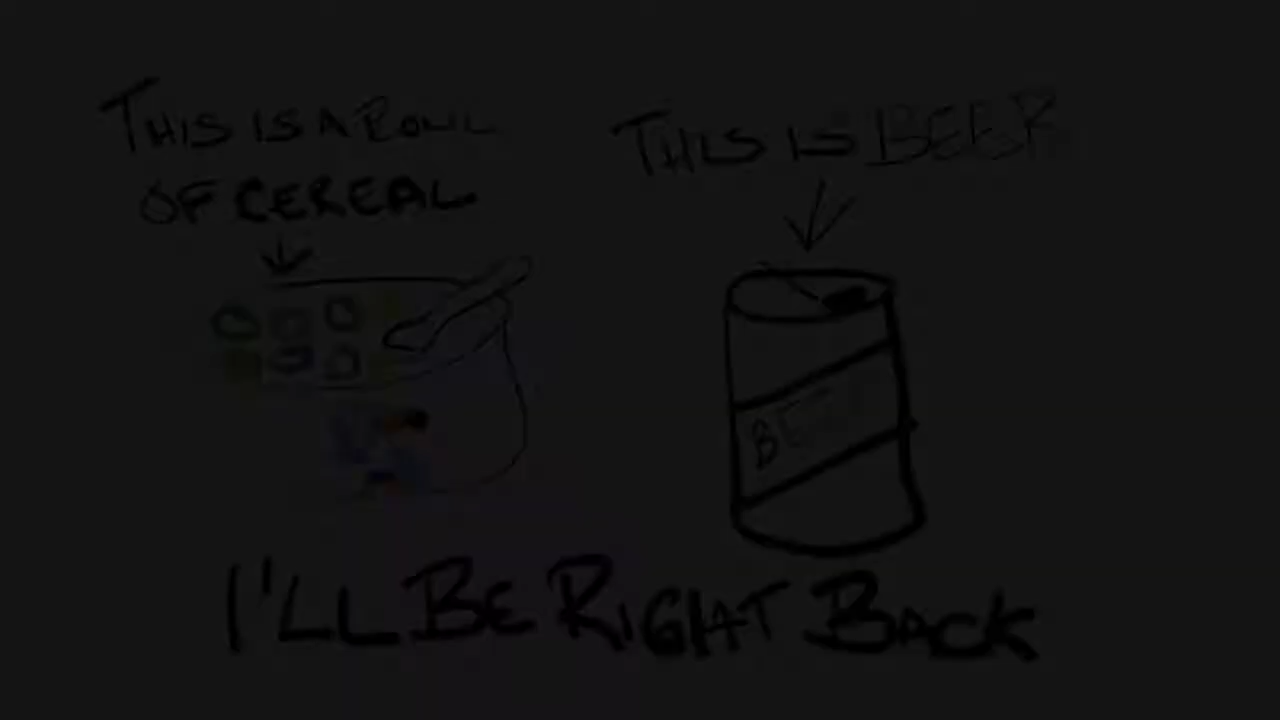 THIS IS A BOWL
OF CEREAL.
THIS IS BEER
BEER
I'LL BE RIGHT BACK